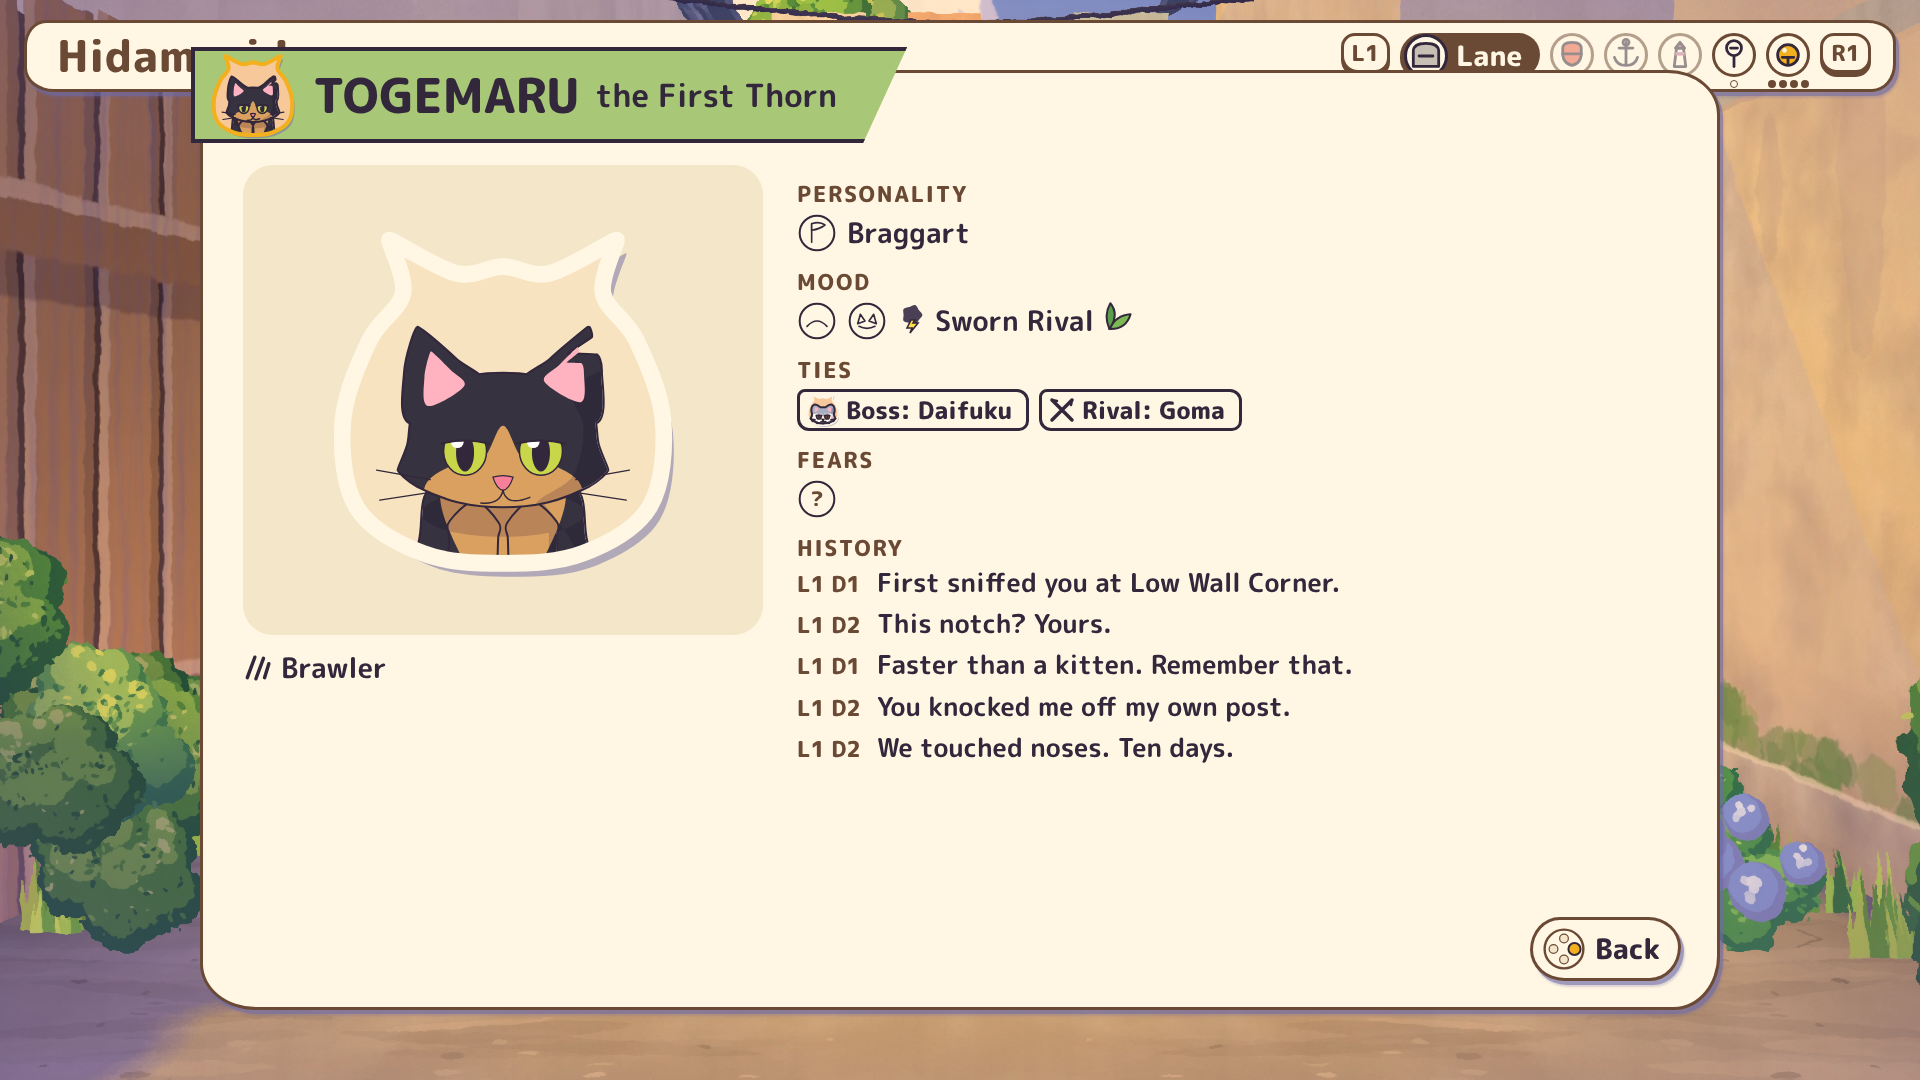 L1 Lane R1
TOGEMARU the First Thorn
PERSONALITY
Braggart
MOOD
Sworn Rival
TIES
Boss: Daifuku Rival: Goma
FEARS
?
HISTORY
L1 D1 First sniffed you at Low Wall Corner.
L1 D2 This notch? Yours.
L1 D1 Faster than a kitten. Remember that.
L1 D2 You knocked me off my own post.
L1 D2 We touched noses. Ten days.
Brawler
Back